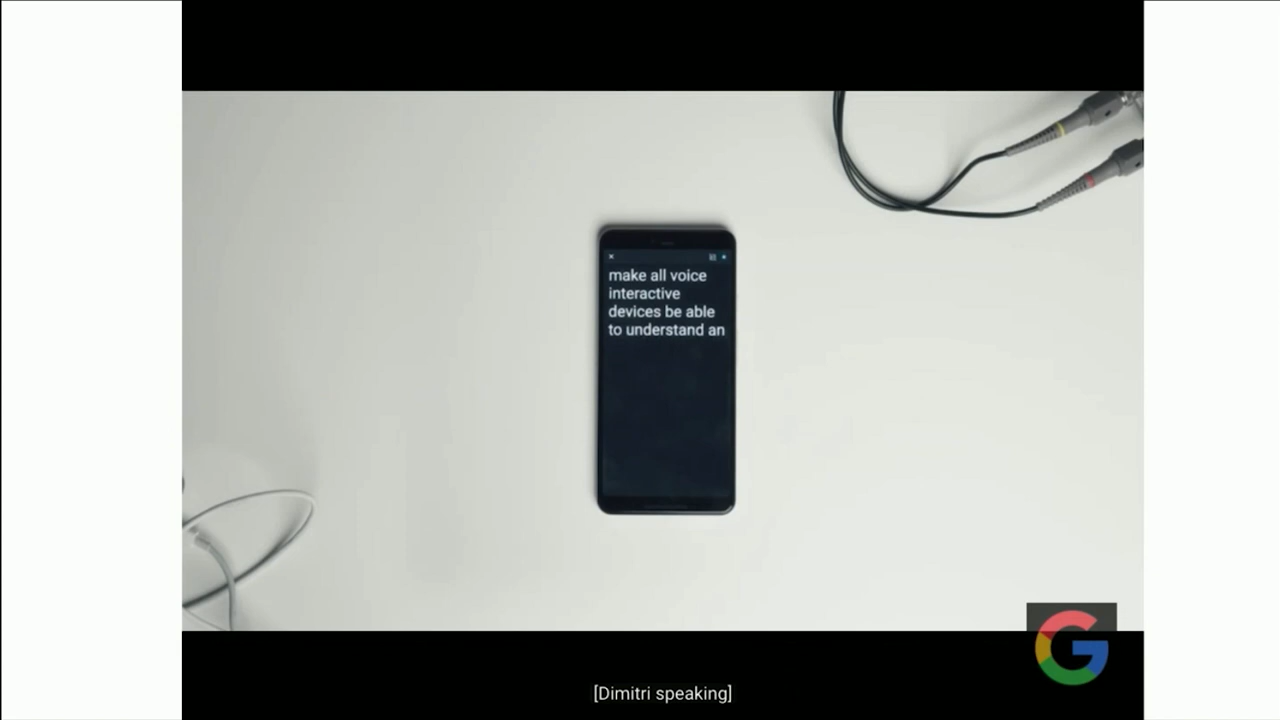 make all voice
interactive
devices be able
to understand an
[Dimitri speaking]